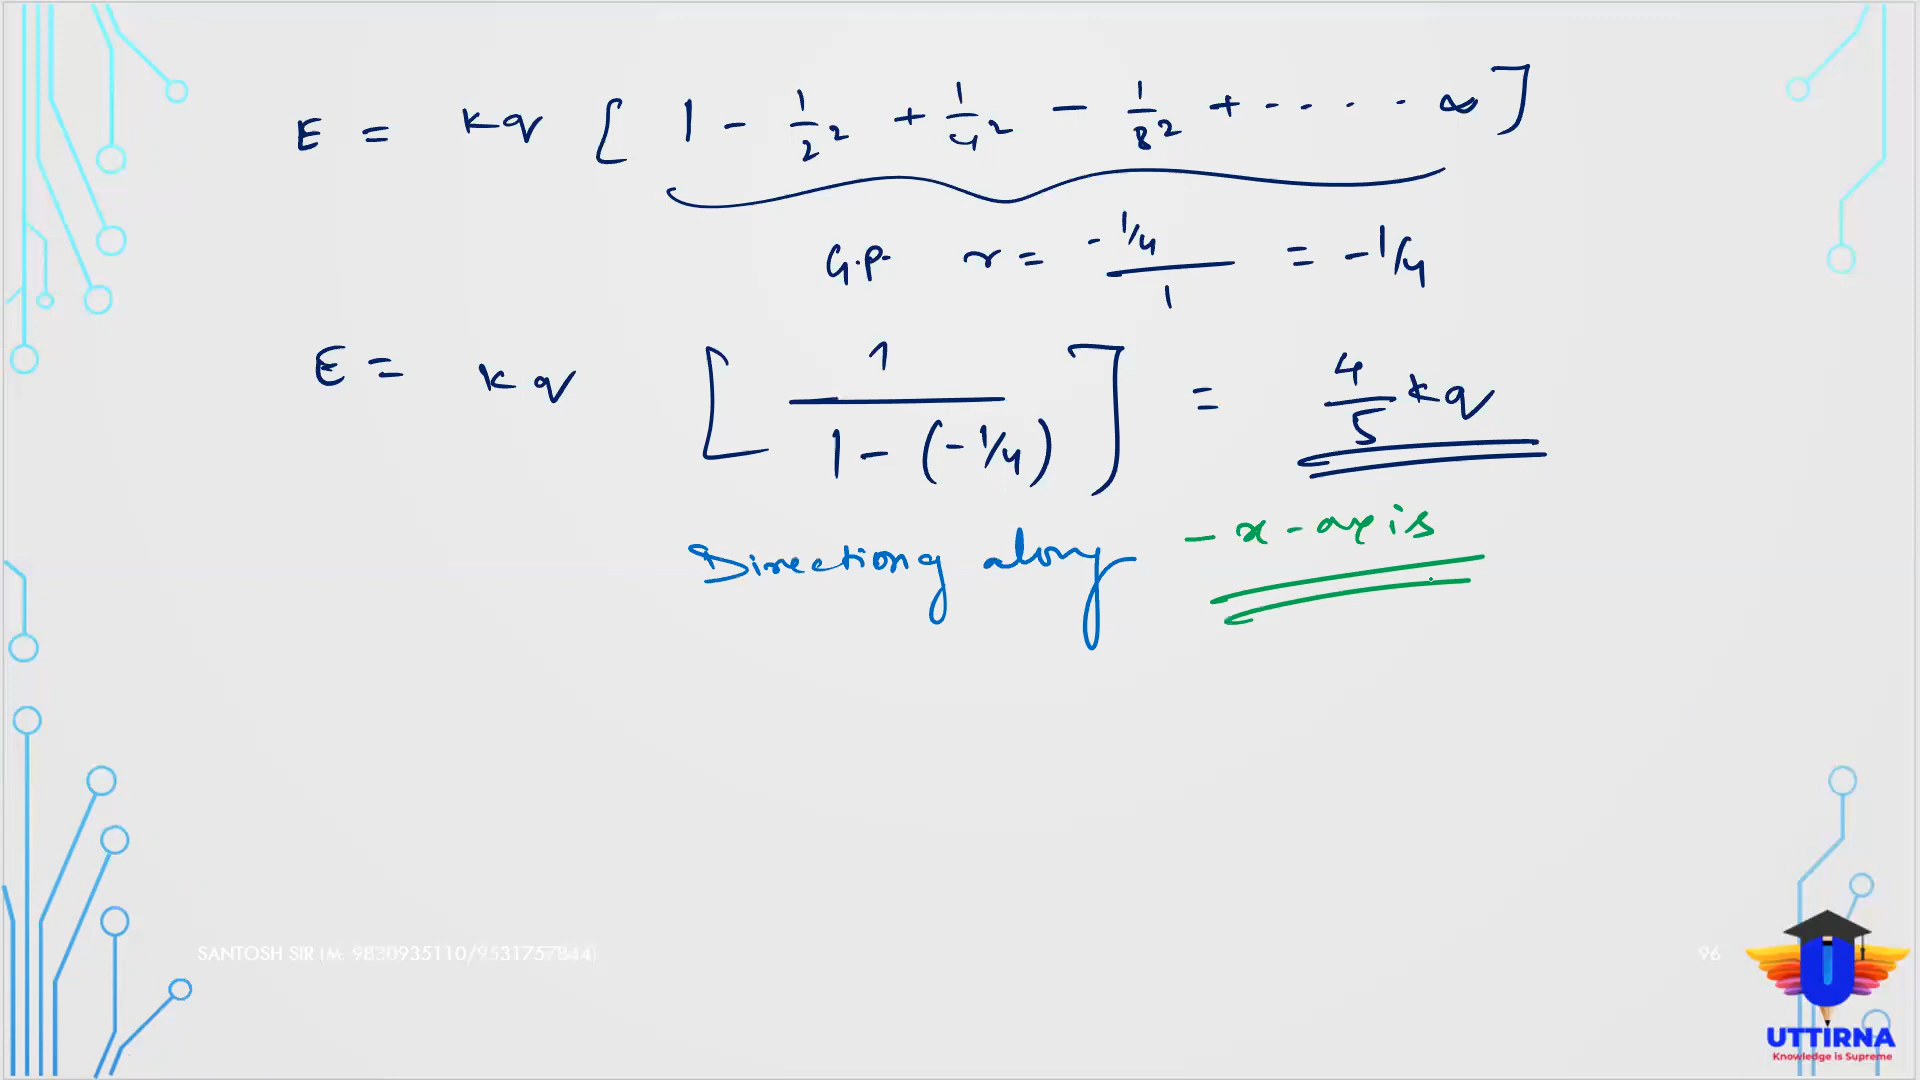 E = kq [ 1 - 1/2² + 1/4² - 1/8² + - . . . ∞ ]
G.P. r = -1/4 / 1 = -1/4
E = kq [ 1 / 1 - (-1/4) ] = 4/5 kq
Direction along - x - axis
SANTOSH SIR (M: 9830935110/9531757844)
96
UTTIRNA
Knowledge is Supreme